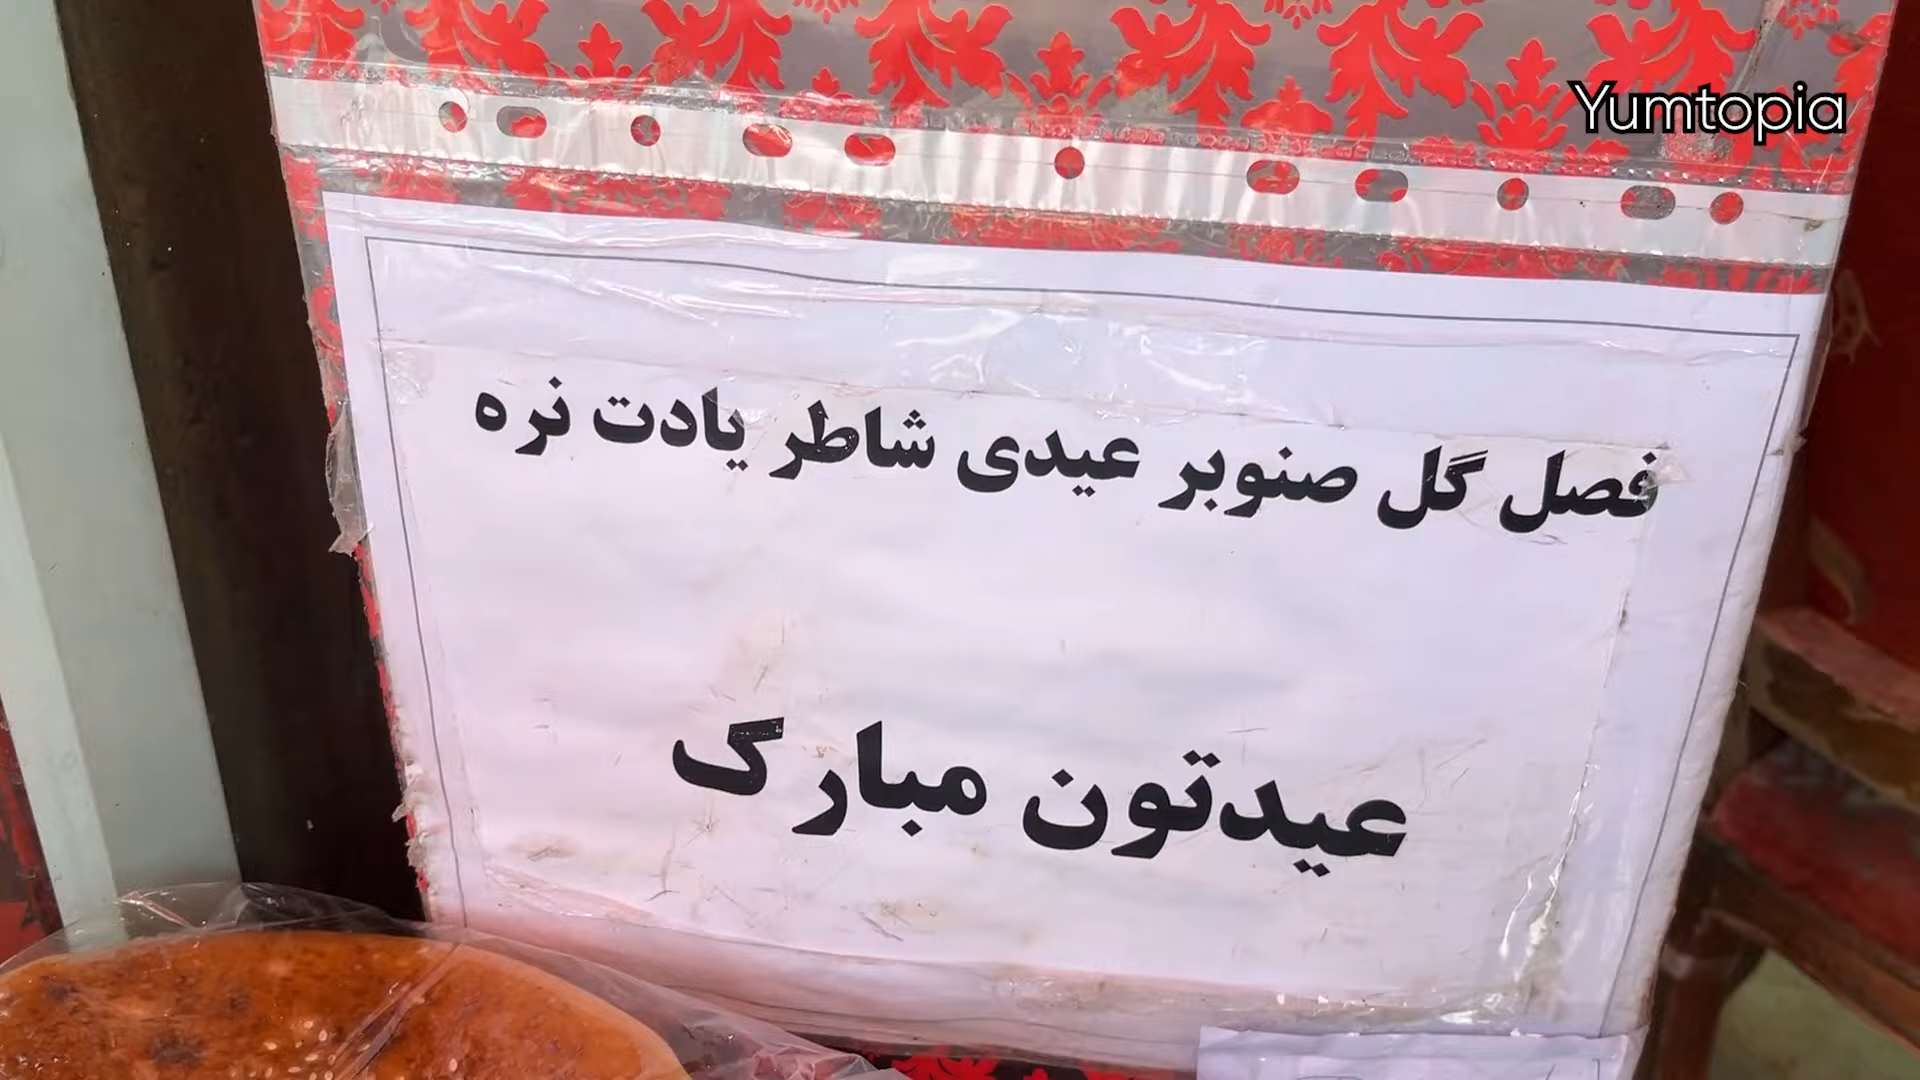 Yumtopia
فصل گل صنوبر عیدی شاطر یادت نره
عیدتون مبارک